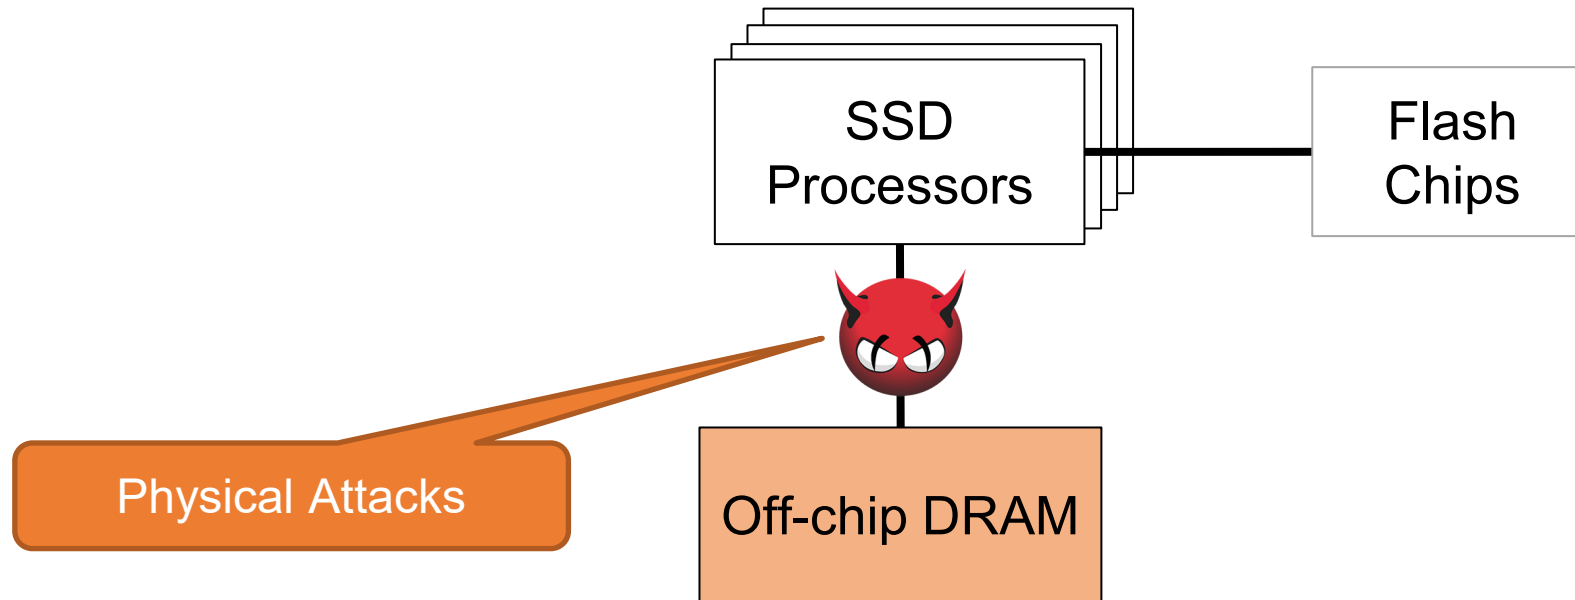 SSD
Processors
Flash
Chips
Physical Attacks
Off-chip DRAM